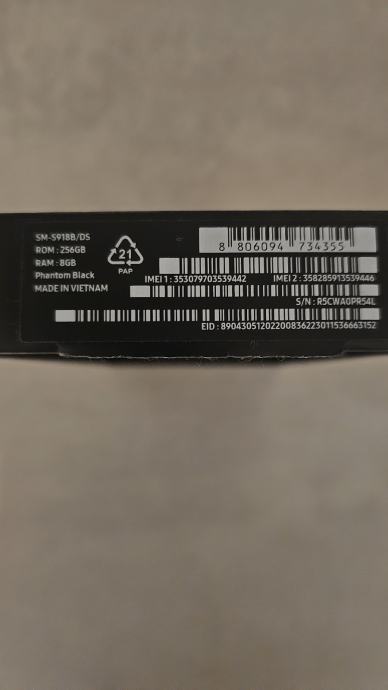 SM-S918B/DS
ROM : 256GB
RAM : 8GB
Phantom Black
MADE IN VIETNAM
21
PAP
8 806094 734355
IMEI 1 : 353079703539442
IMEI 2 : 358285913539446
S/N : R5CWA0PR54L
EID : 89043051202200836223011536663152